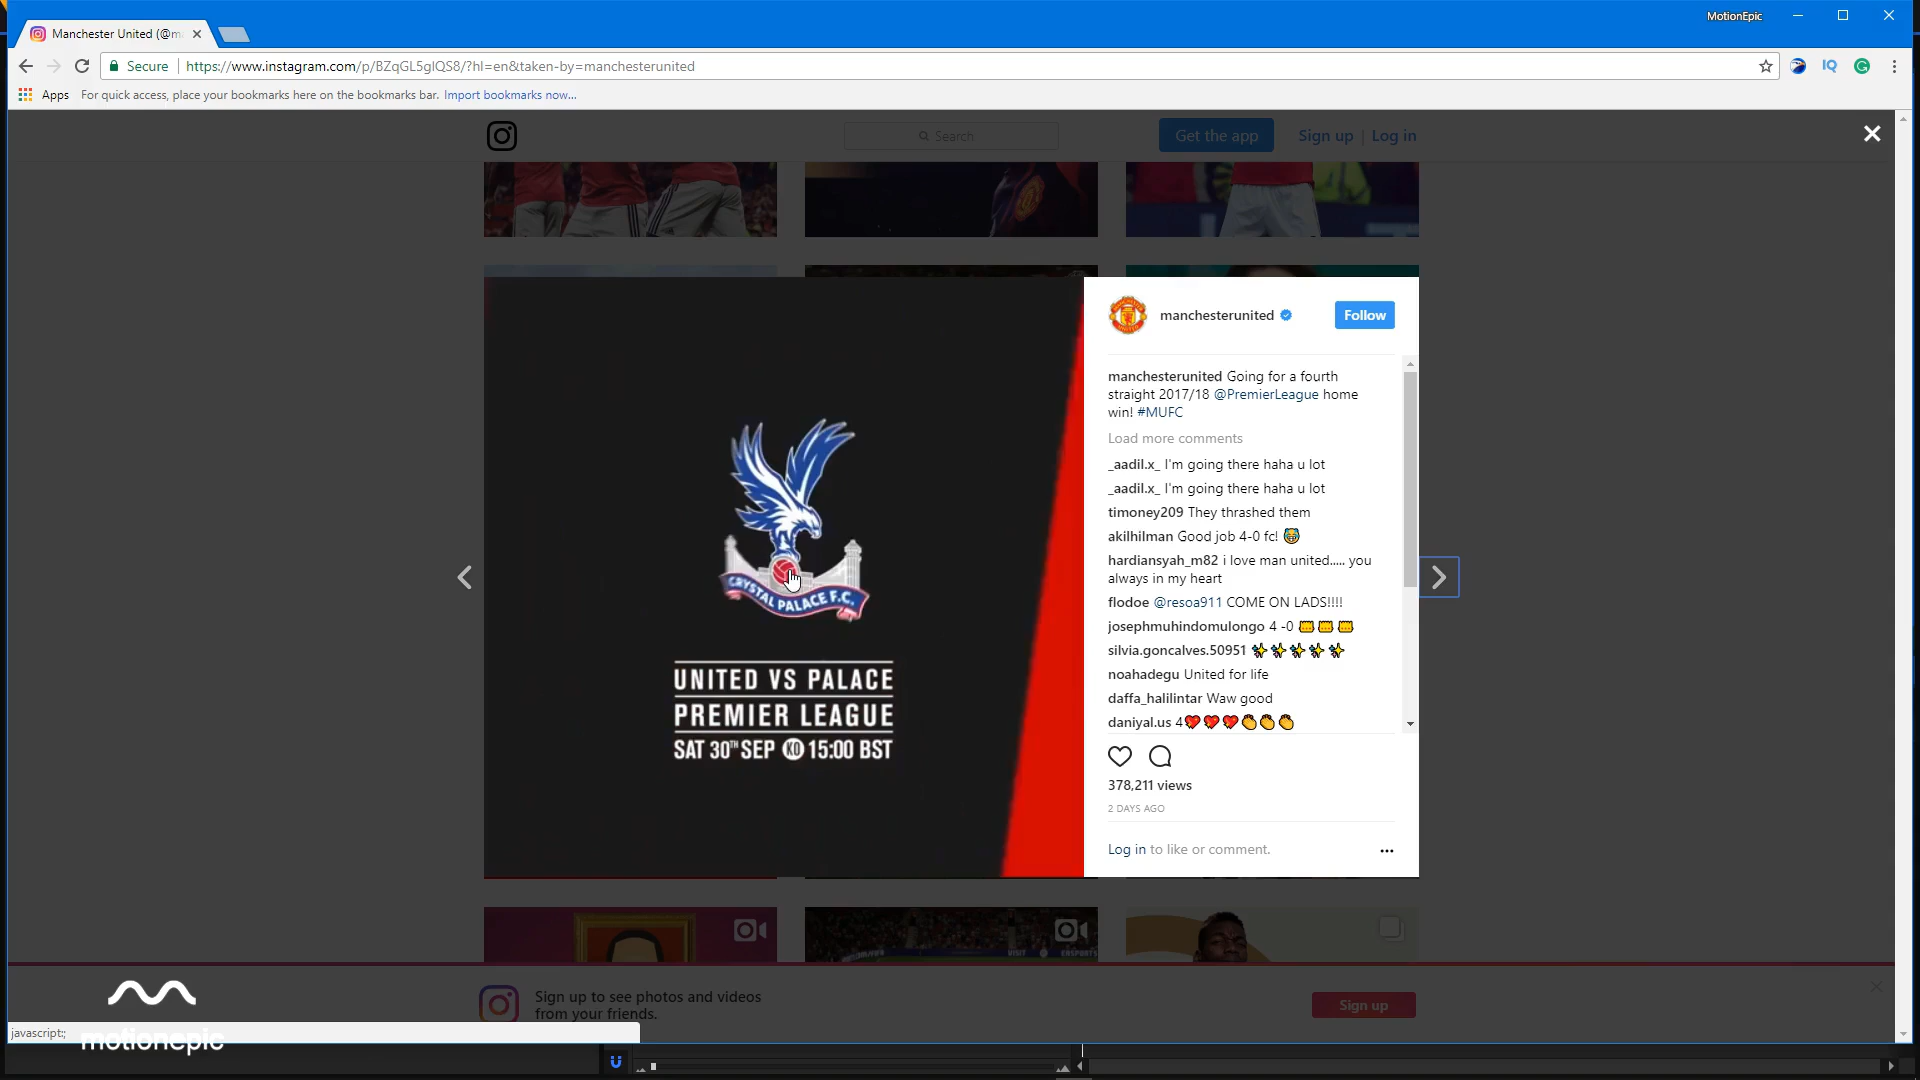 MotionEpic
Manchester United (@m
Secure
https://www.instagram.com/p/BZqGL5glQS8/?hl=en&taken-by=manchesterunited
Apps
For quick access, place your bookmarks here on the bookmarks bar.
Import bookmarks now...
Search
Get the app
Sign up | Log in
manchesterunited
Follow
manchesterunited Going for a fourth
straight 2017/18 @PremierLeague home
win! #MUFC
Load more comments
_aadil.x_ I'm going there haha u lot
_aadil.x_ I'm going there haha u lot
timoney209 They thrashed them
akilhilman Good job 4-0 fc! 😹
hardiansyah_m82 i love man united..... you
always in my heart
flodoe @resoa911 COME ON LADS!!!!
josephmuhindomulongo 4 -0
silvia.goncalves.50951 ✨✨✨✨✨
noahadegu United for life
daffa_halilintar Waw good
daniyal.us 4💖💖💖👏👏👏
378,211 views
2 DAYS AGO
Log in to like or comment.
CRYSTAL PALACE F.C.
UNITED VS PALACE
PREMIER LEAGUE
SAT 30TH SEP KO 15:00 BST
Sign up to see photos and videos
from your friends.
Sign up
javascript:;
motionepic